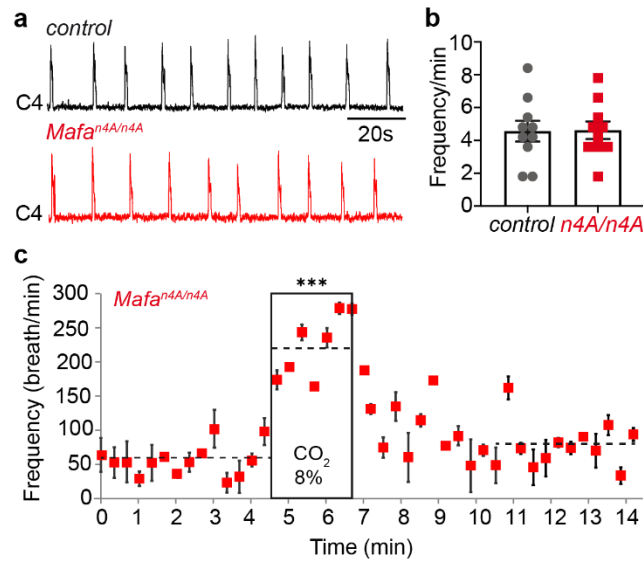 a
control
C4
20s
Mafa^n4A/n4A
C4
b
Frequency/min
10
8
6
4
2
0
control n4A/n4A
c
Mafa^n4A/n4A
***
Frequency (breath/min)
300
250
200
150
100
50
0
CO2
8%
0 1 2 3 4 5 6 7 8 9 10 11 12 13 14
Time (min)